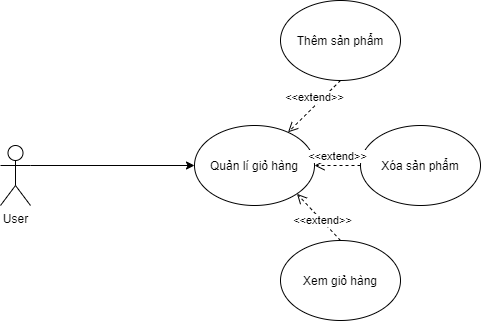 Thêm sản phẩm
<<extend>>
Quản lí giỏ hàng
<<extend>>
Xóa sản phẩm
User
<<extend>>
Xem giỏ hàng